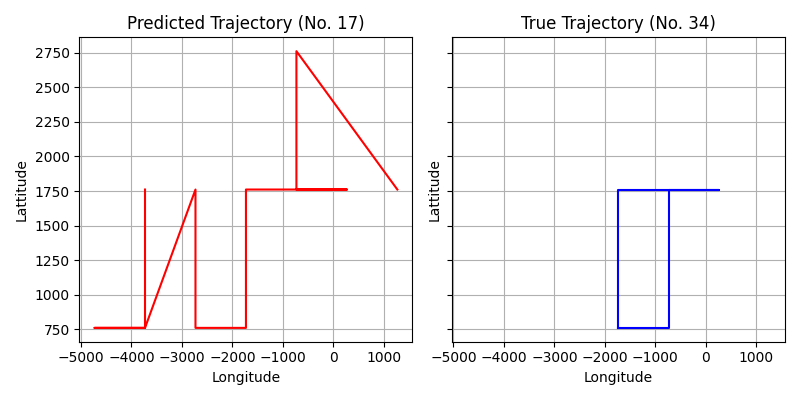 Predicted Trajectory (No. 17)
True Trajectory (No. 34)
Lattitude
2750
2500
2250
2000
1750
1500
1250
1000
750
−5000 −4000 −3000 −2000 −1000 0 1000
Longitude
Lattitude
−5000 −4000 −3000 −2000 −1000 0 1000
Longitude